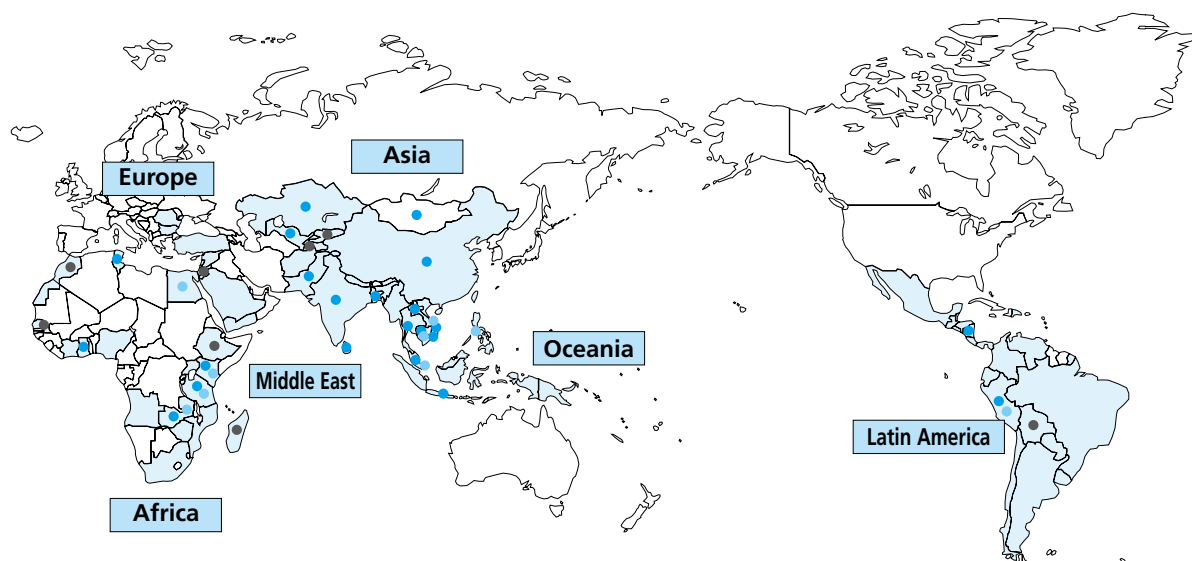 Asia
Europe
Oceania
Middle East
Latin America
Africa